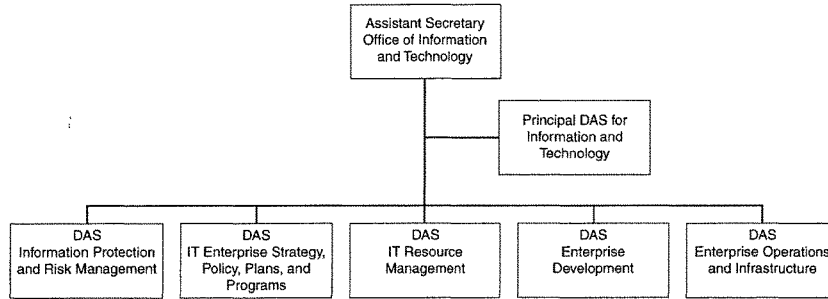 Assistant Secretary
Office of Information
and Technology
Principal DAS for
Information and
Technology
DAS
Information Protection
and Risk Management
DAS
IT Enterprise Strategy,
Policy, Plans, and
Programs
DAS
IT Resource
Management
DAS
Enterprise
Development
DAS
Enterprise Operations
and Infrastructure